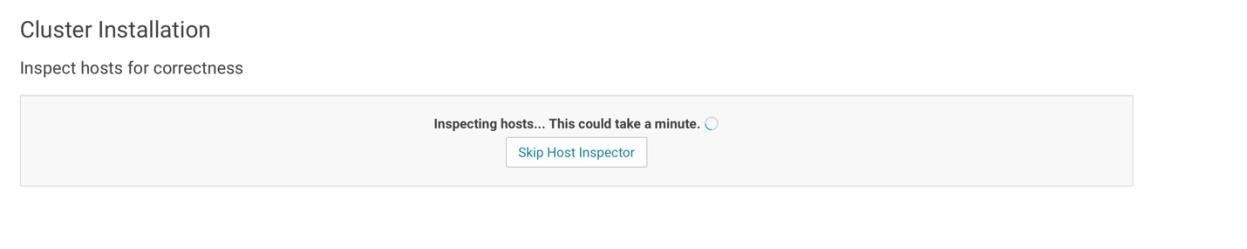 Cluster Installation
Inspect hosts for correctness
Inspecting hosts... This could take a minute.
Skip Host Inspector